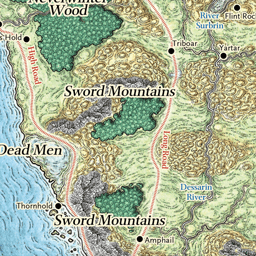 Neverwinter
Wood
River
Surbrin
Flint Roc
s Hold
High Road
Triboar
Yartar
Sword Mountains
Long Road
Dead Men
Dessarin
River
Thornhold
Sword Mountains
Amphail